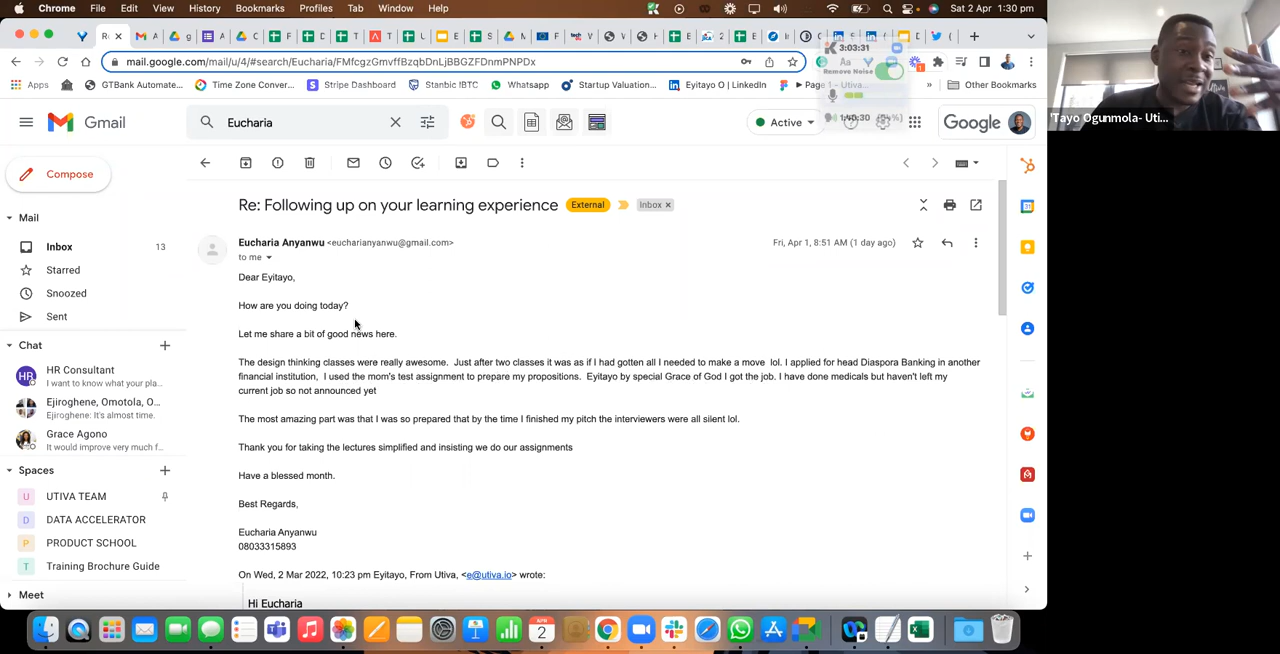 Chrome File Edit View History Bookmarks Profiles Tab Window Help Sat 2 Apr 1:30 pm
mail.google.com/mail/u/4/#search/Eucharia/FMfcgzGmvffBzqbDnLjBBGZFDnmPNPDx
3:03:31
Remove Noise
Apps GTBank Automate... Time Zone Conver... Stripe Dashboard Stanbic !BTC Whatsapp Startup Valuation... Eyitayo O | LinkedIn Page 1 - Utiva... » Other Bookmarks
Gmail Eucharia Active Google
Compose
Mail
Inbox 13
Starred
Snoozed
Sent
Chat
HR Consultant
I want to know what your pla...
Ejiroghene, Omotola, O...
Ejiroghene: It's almost time.
Grace Agono
It would improve very much f...
Spaces
U UTIVA TEAM
D DATA ACCELERATOR
P PRODUCT SCHOOL
T Training Brochure Guide
Meet
Re: Following up on your learning experience External Inbox ×
Eucharia Anyanwu <euchariyanwu@gmail.com> Fri, Apr 1, 8:51 AM (1 day ago)
to me
Dear Eyitayo,
How are you doing today?
Let me share a bit of good news here.
The design thinking classes were really awesome. Just after two classes it was as if I had gotten all I needed to make a move lol. I applied for head Diaspora Banking in another
financial institution, I used the mom's test assignment to prepare my propositions. Eyitayo by special Grace of God I got the job. I have done medicals but haven't left my
current job so not announced yet
The most amazing part was that I was so prepared that by the time I finished my pitch the interviewers were all silent lol.
Thank you for taking the lectures simplified and insisting we do our assignments
Have a blessed month.
Best Regards,
Eucharia Anyanwu
08033315893
On Wed, 2 Mar 2022, 10:23 pm Eyitayo, From Utiva, <e@utiva.io> wrote:
Hi Eucharia
'Tayo Ogunmola- Uti...